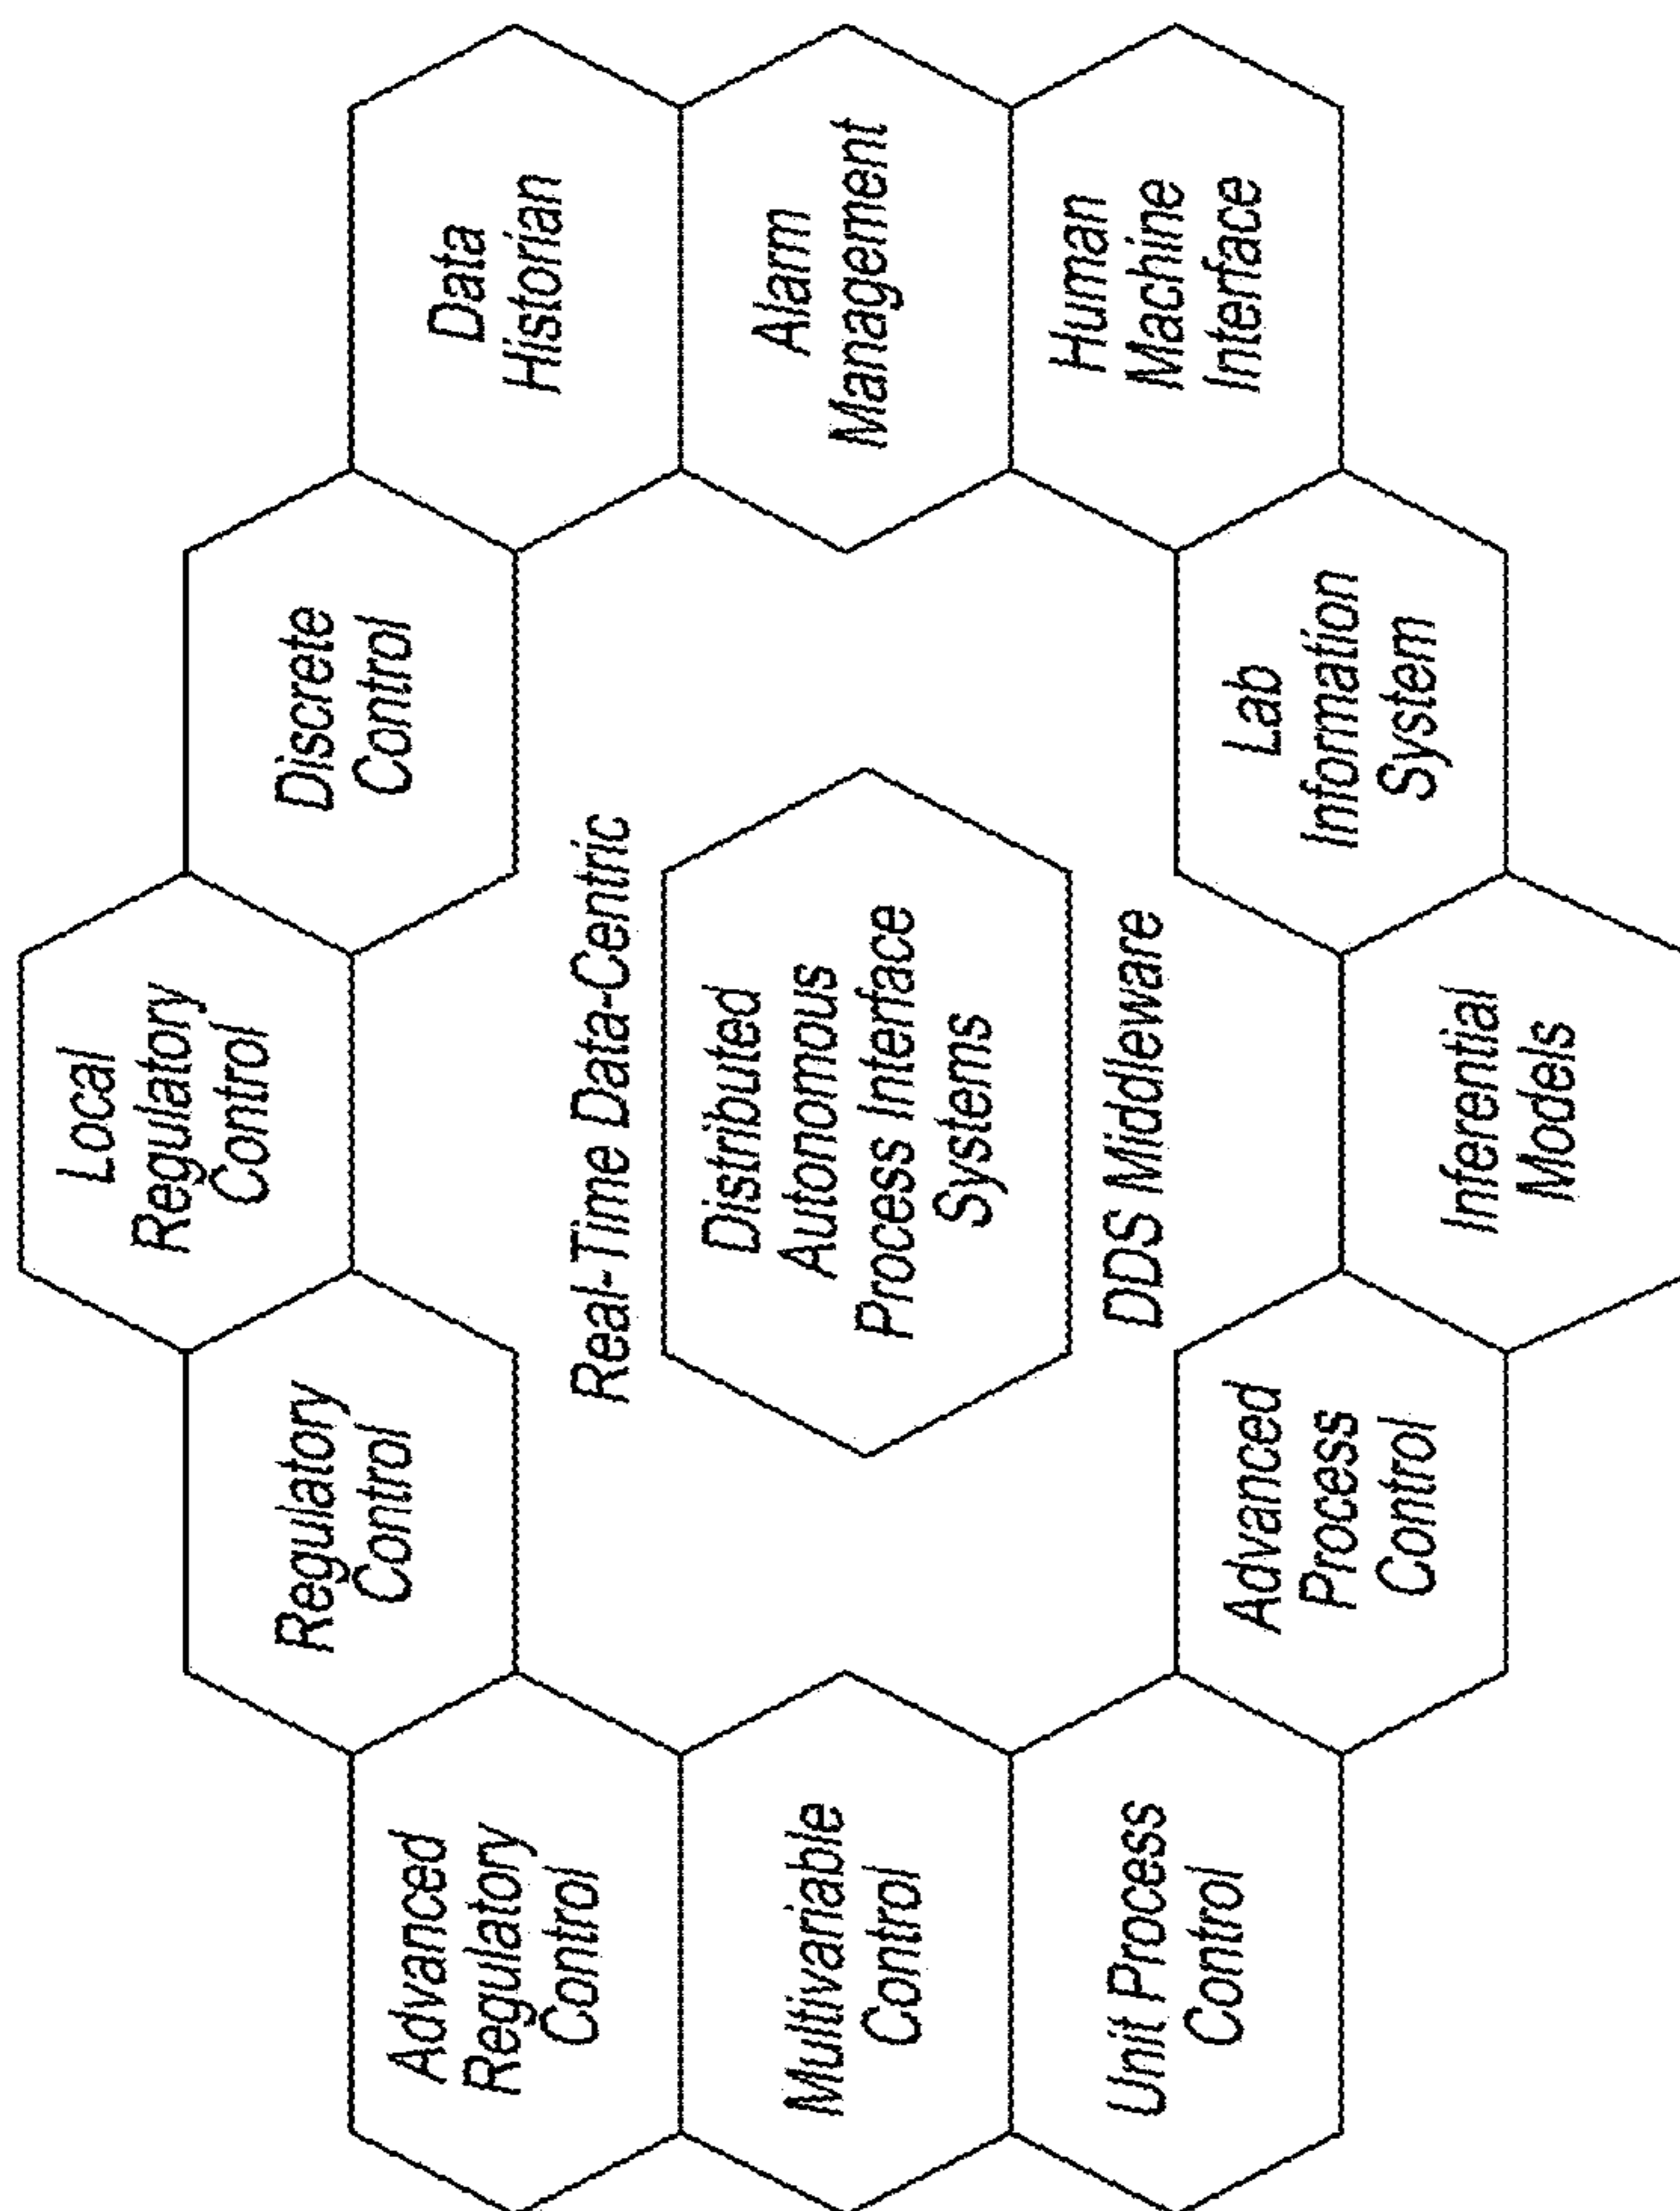 Local
Regulatory
Control
Regulatory
Control
Discrete
Control
Advanced
Regulatory
Control
Data
Historian
Real-Time Data-Centric
Multivariable
Control
Distributed
Autonomous
Process Interface
Systems
Alarm
Management
DDS Middleware
Unit Process
Control
Human
Machine
Interface
Advanced
Process
Control
Lab
Information
System
Inferential
Models